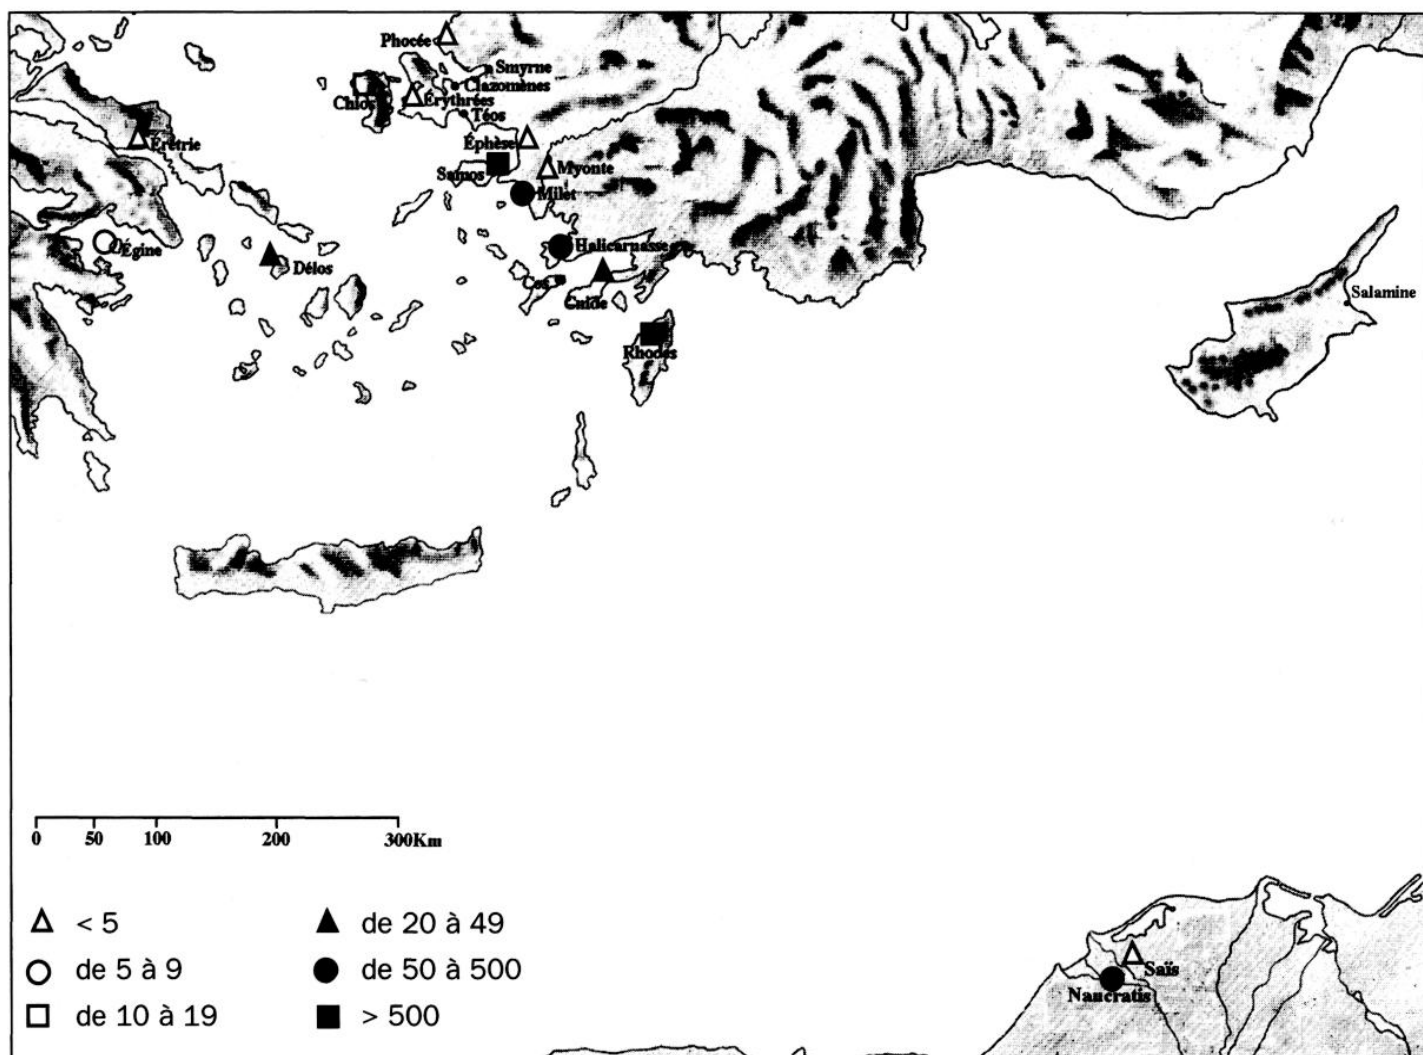 Phocée
Smyrne
Clazomènes
Chios
Érythrées
Téos
Érétrie
Éphèse
Samos
Myonte
Milet
Égine
Halicarnasse
Délos
Cos
Cnide
Salamine
Rhodes
0 50 100 200 300Km
< 5 de 20 à 49
de 5 à 9 de 50 à 500
de 10 à 19 > 500
Saïs
Naucratis